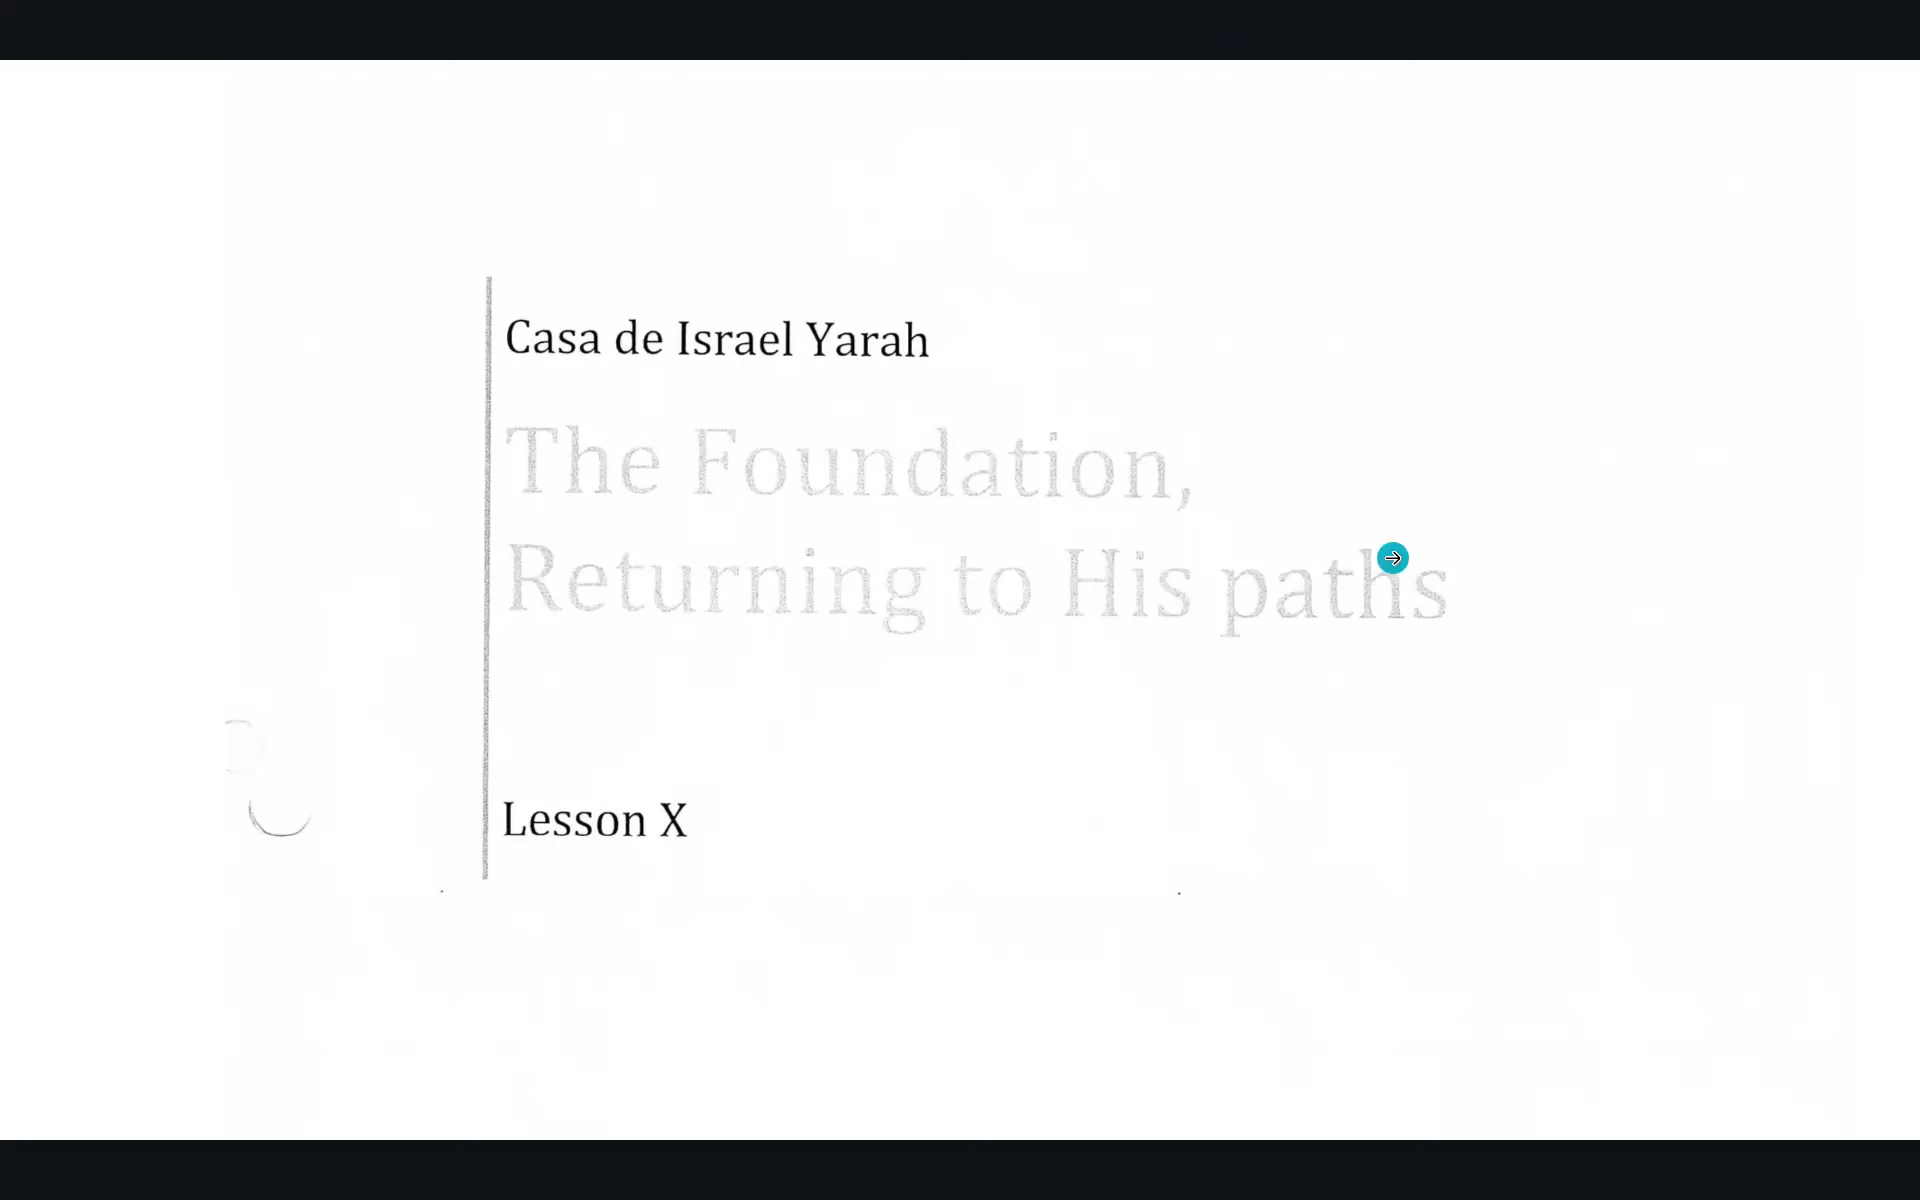 Casa de Israel Yarah
The Foundation,
Returning to His paths
Lesson X